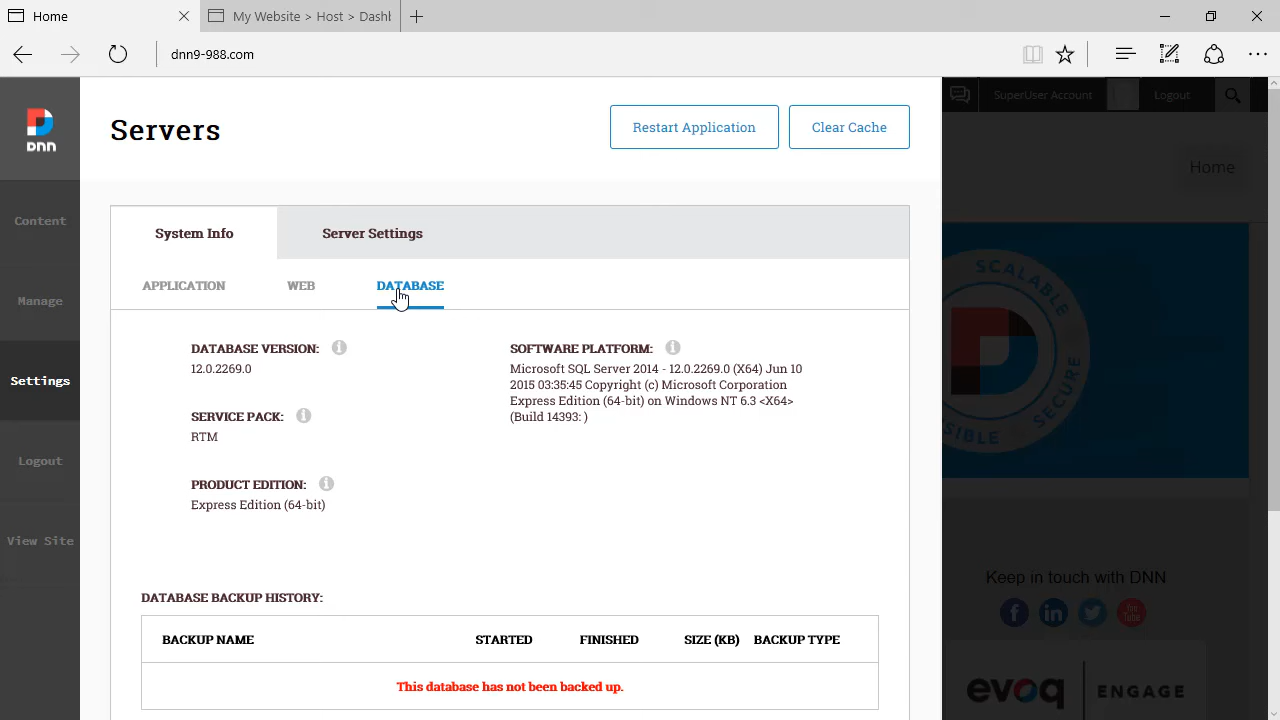 Home
My Website > Host > Dashl
dnn9-988.com
DNN
Servers
Restart Application
Clear Cache
SuperUser Account
Logout
Home
Content
Manage
Settings
Logout
View Site
System Info
Server Settings
APPLICATION
WEB
DATABASE
DATABASE VERSION:
12.0.2269.0
SERVICE PACK:
RTM
PRODUCT EDITION:
Express Edition (64-bit)
SOFTWARE PLATFORM:
Microsoft SQL Server 2014 - 12.0.2269.0 (X64) Jun 10
2015 03:35:45 Copyright (c) Microsoft Corporation
Express Edition (64-bit) on Windows NT 6.3 <X64>
(Build 14393: )
DATABASE BACKUP HISTORY:
BACKUP NAME STARTED FINISHED SIZE (KB) BACKUP TYPE
This database has not been backed up.
SCALABLE
SECURE
SIBLE
Keep in touch with DNN
You Tube
evoq ENGAGE